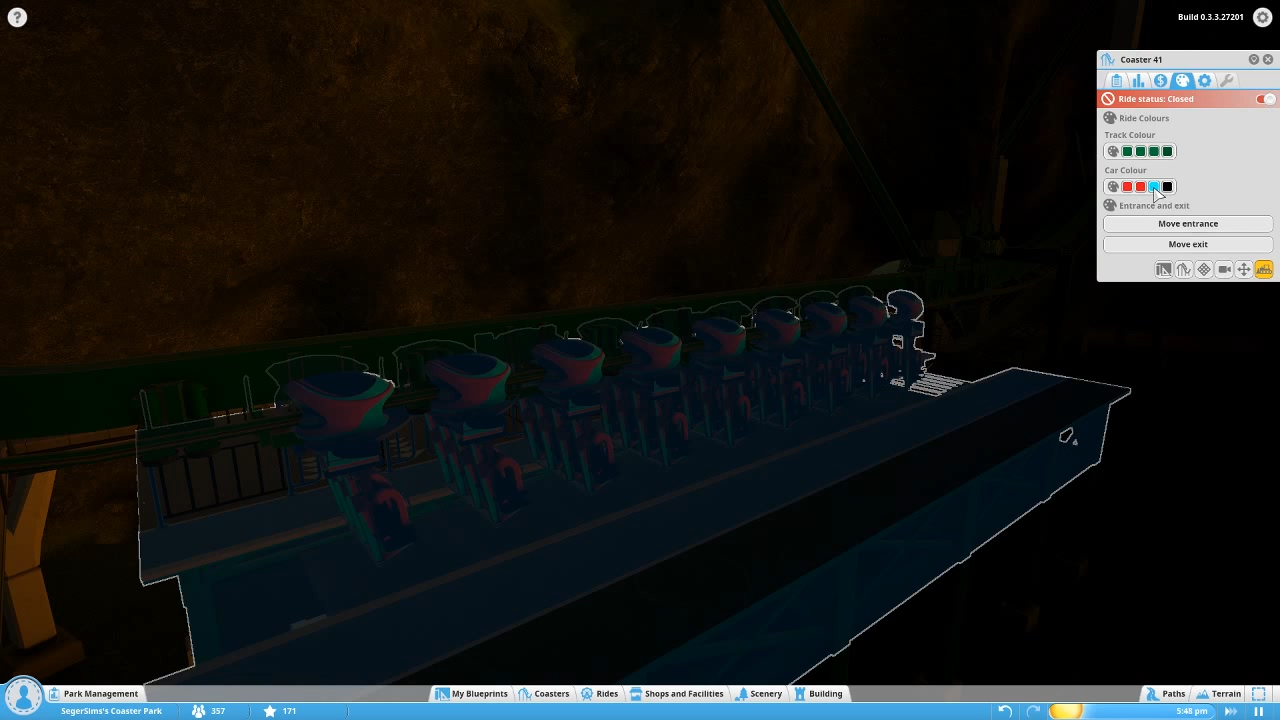 ?
Build 0.3.3.27201
Coaster 41
$
Ride status: Closed
Ride Colours
Track Colour
Car Colour
Entrance and exit
Move entrance
Move exit
Park Management
My Blueprints
Coasters
Rides
Shops and Facilities
Scenery
Building
Paths
Terrain
SegerSims's Coaster Park
357
171
5:48 pm